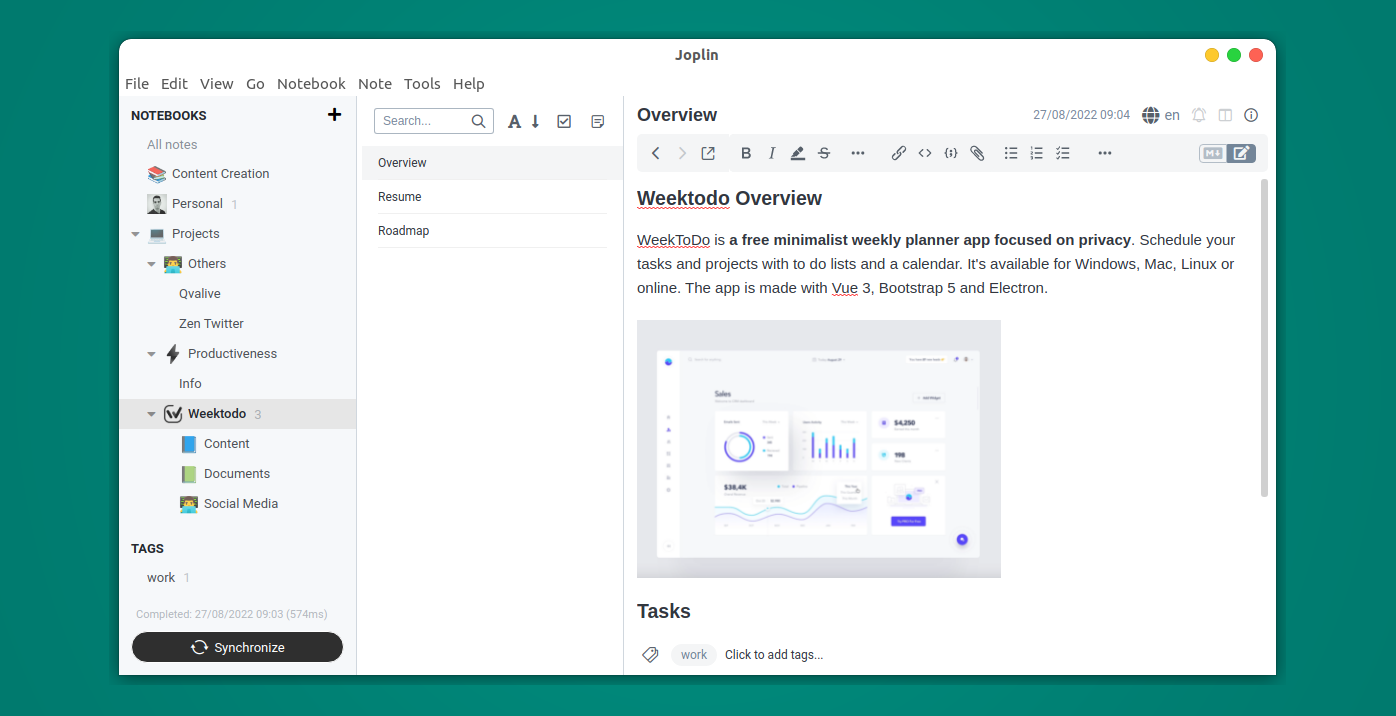 Joplin
File Edit View Go Notebook Note Tools Help
NOTEBOOKS
All notes
Content Creation
Personal 1
Projects
Others
Qvalive
Zen Twitter
Productiveness
Info
Weektodo 3
Content
Documents
Social Media
TAGS
work 1
Completed: 27/08/2022 09:03 (574ms)
Synchronize
Search...
Overview
Resume
Roadmap
Overview
27/08/2022 09:04 en
Weektodo Overview
WeekToDo is a free minimalist weekly planner app focused on privacy. Schedule your
tasks and projects with to do lists and a calendar. It's available for Windows, Mac, Linux or
online. The app is made with Vue 3, Bootstrap 5 and Electron.
Sales
Add Widget
$4,250
198
$38,4K
Tasks
work Click to add tags...